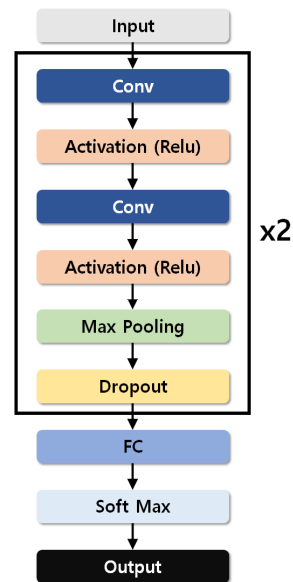 Input
Conv
Activation (Relu)
Conv
x2
Activation (Relu)
Max Pooling
Dropout
FC
Soft Max
Output